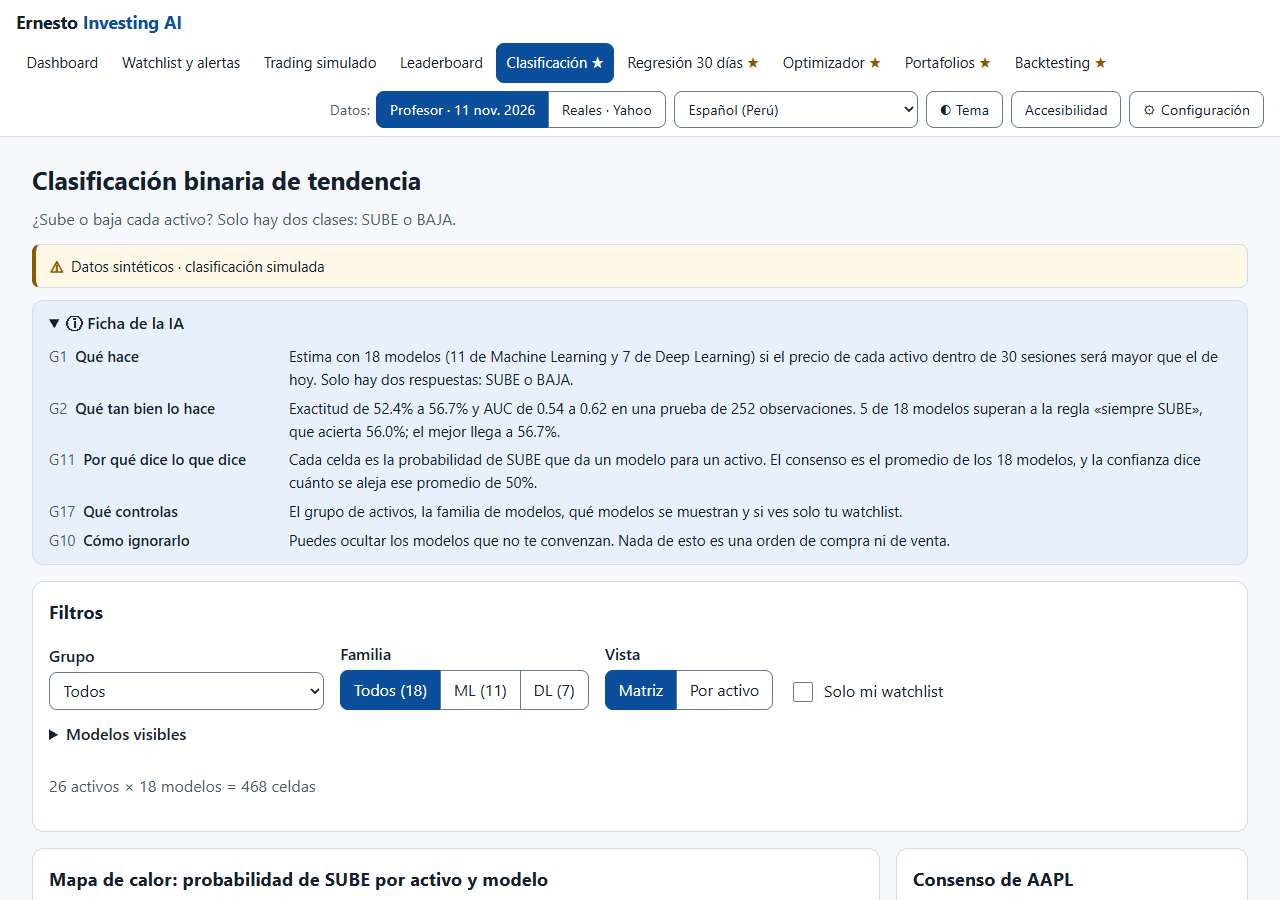 Ernesto Investing AI
Dashboard Watchlist y alertas Trading simulado Leaderboard Clasificación ★ Regresión 30 días ★ Optimizador ★ Portafolios ★ Backtesting ★
Datos: Profesor · 11 nov. 2026 Reales · Yahoo Español (Perú) Tema Accesibilidad Configuración
Clasificación binaria de tendencia
¿Sube o baja cada activo? Solo hay dos clases: SUBE o BAJA.
⚠ Datos sintéticos · clasificación simulada
▼ ⓘ Ficha de la IA
G1 Qué hace Estima con 18 modelos (11 de Machine Learning y 7 de Deep Learning) si el precio de cada activo dentro de 30 sesiones será mayor que el de
hoy. Solo hay dos respuestas: SUBE o BAJA.
G2 Qué tan bien lo hace Exactitud de 52.4% a 56.7% y AUC de 0.54 a 0.62 en una prueba de 252 observaciones. 5 de 18 modelos superan a la regla «siempre SUBE»,
que acierta 56.0%; el mejor llega a 56.7%.
G11 Por qué dice lo que dice Cada celda es la probabilidad de SUBE que da un modelo para un activo. El consenso es el promedio de los 18 modelos, y la confianza dice
cuánto se aleja ese promedio de 50%.
G17 Qué controlas El grupo de activos, la familia de modelos, qué modelos se muestran y si ves solo tu watchlist.
G10 Cómo ignorarlo Puedes ocultar los modelos que no te convenzan. Nada de esto es una orden de compra ni de venta.
Filtros
Grupo Familia Vista
Todos Todos (18) ML (11) DL (7) Matriz Por activo Solo mi watchlist
▶ Modelos visibles
26 activos × 18 modelos = 468 celdas
Mapa de calor: probabilidad de SUBE por activo y modelo Consenso de AAPL